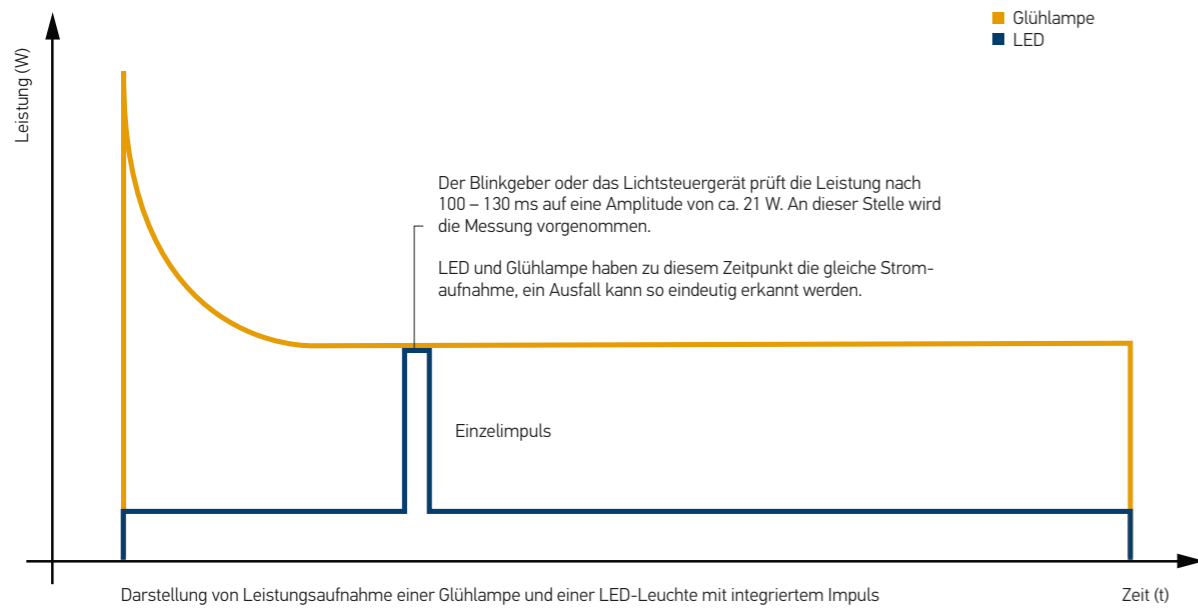 Glühlampe
LED
Leistung (W)
Der Blinkgeber oder das Lichtsteuergerät prüft die Leistung nach
100 – 130 ms auf eine Amplitude von ca. 21 W. An dieser Stelle wird
die Messung vorgenommen.
LED und Glühlampe haben zu diesem Zeitpunkt die gleiche Strom-
aufnahme, ein Ausfall kann so eindeutig erkannt werden.
Einzelimpuls
Darstellung von Leistungsaufnahme einer Glühlampe und einer LED-Leuchte mit integriertem Impuls
Zeit (t)